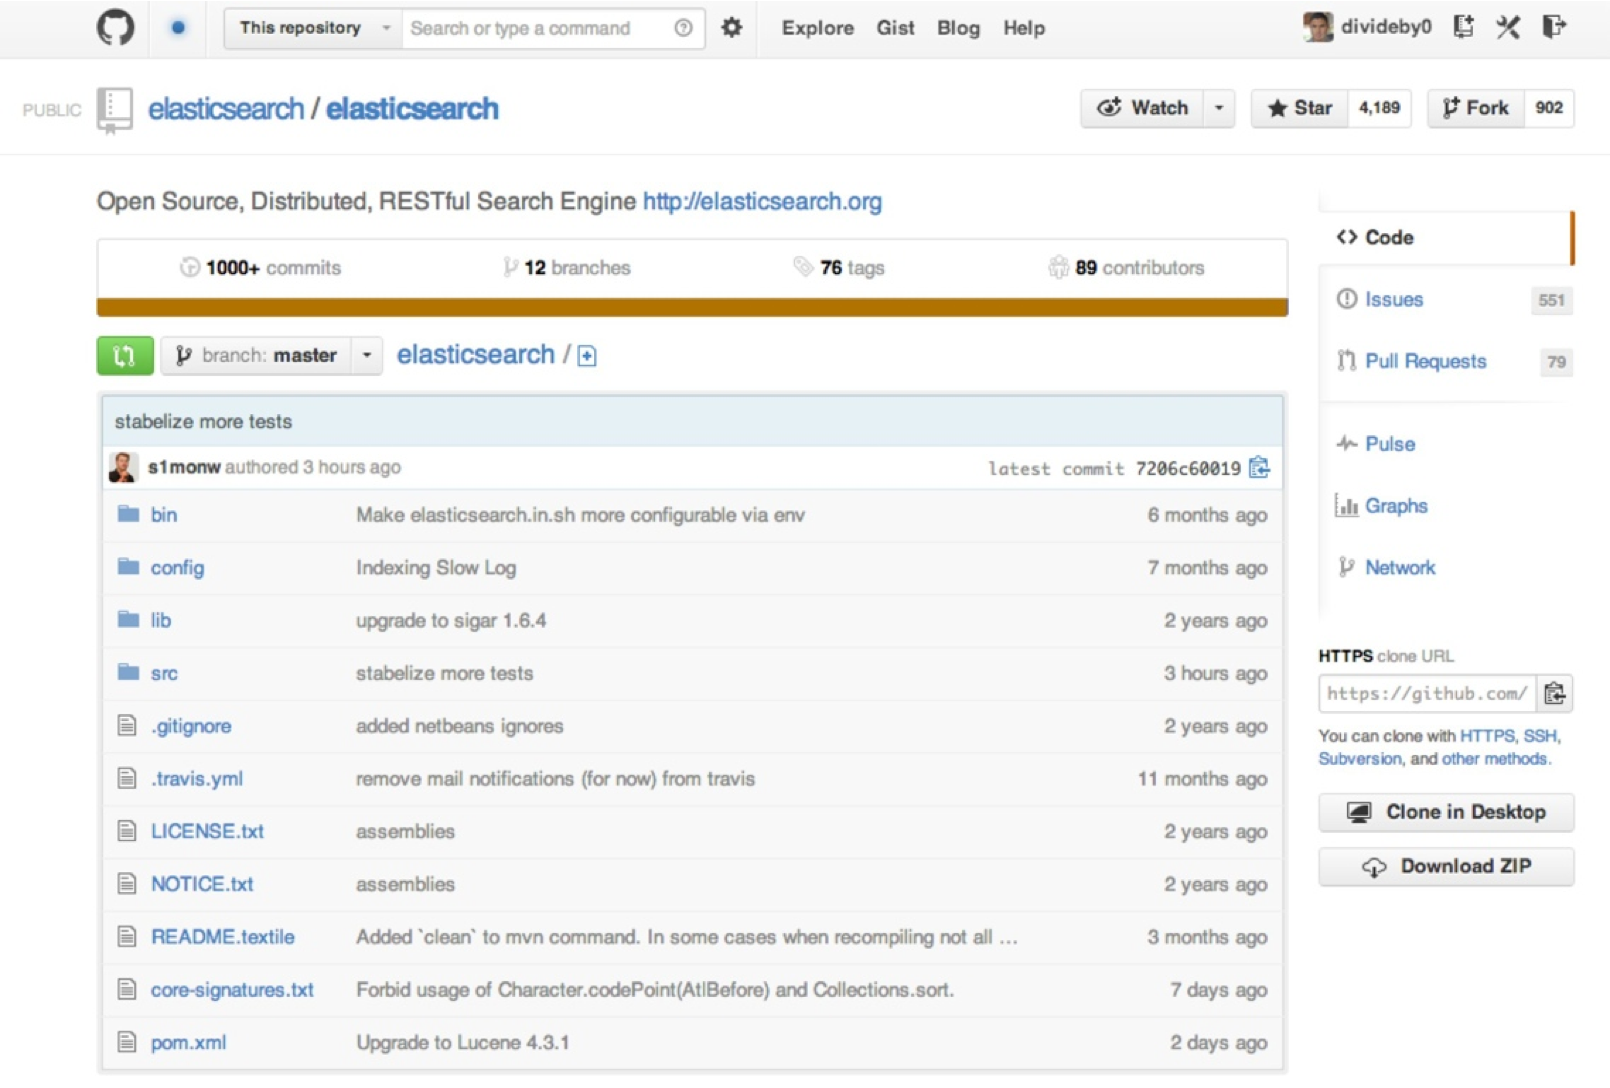 This repository Search or type a command Explore Gist Blog Help divideby0
PUBLIC elasticsearch / elasticsearch Watch Star 4,189 Fork 902
Open Source, Distributed, RESTful Search Engine http://elasticsearch.org
1000+ commits 12 branches 76 tags 89 contributors
branch: master elasticsearch /
stabelize more tests
s1monw authored 3 hours ago latest commit 7206c60019
bin Make elasticsearch.in.sh more configurable via env 6 months ago
config Indexing Slow Log 7 months ago
lib upgrade to sigar 1.6.4 2 years ago
src stabelize more tests 3 hours ago
.gitignore added netbeans ignores 2 years ago
.travis.yml remove mail notifications (for now) from travis 11 months ago
LICENSE.txt assemblies 2 years ago
NOTICE.txt assemblies 2 years ago
README.textile Added `clean` to mvn command. In some cases when recompiling not all … 3 months ago
core-signatures.txt Forbid usage of Character.codePoint(At|Before) and Collections.sort. 7 days ago
pom.xml Upgrade to Lucene 4.3.1 2 days ago
Code
Issues 551
Pull Requests 79
Pulse
Graphs
Network
HTTPS clone URL
https://github.com/
You can clone with HTTPS, SSH,
Subversion, and other methods.
Clone in Desktop
Download ZIP